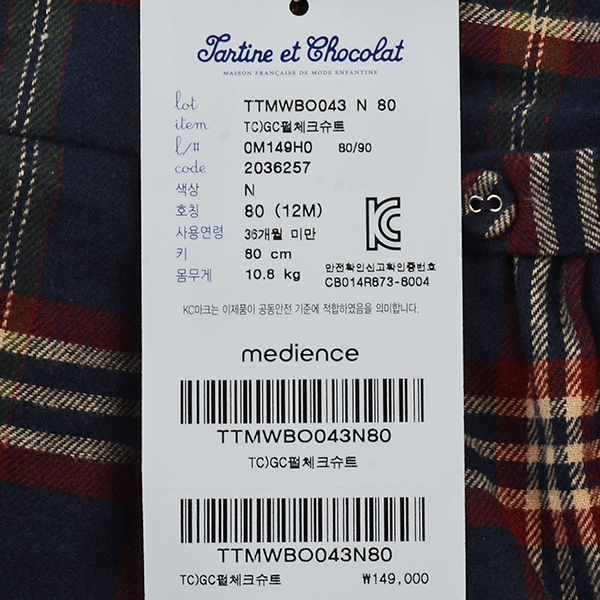 Tartine et Chocolat
MAISON FRANÇAISE DE MODE ENFANTINE
lot TTMWBO043 N 80
item TC)GC펄체크슈트
l/# 0M149H0 80/90
code 2036257
색상 N
호칭 80 (12M)
사용연령 36개월 미만
키 80 cm
몸무게 10.8 kg
KC
안전확인신고확인증번호
CB014R873-8004
KC마크는 이제품이 공동안전 기준에 적합하였음을 의미합니다.
medience
TTMWBO043N80
TC)GC펄체크슈트
TTMWBO043N80
TC)GC펄체크슈트 ₩149,000